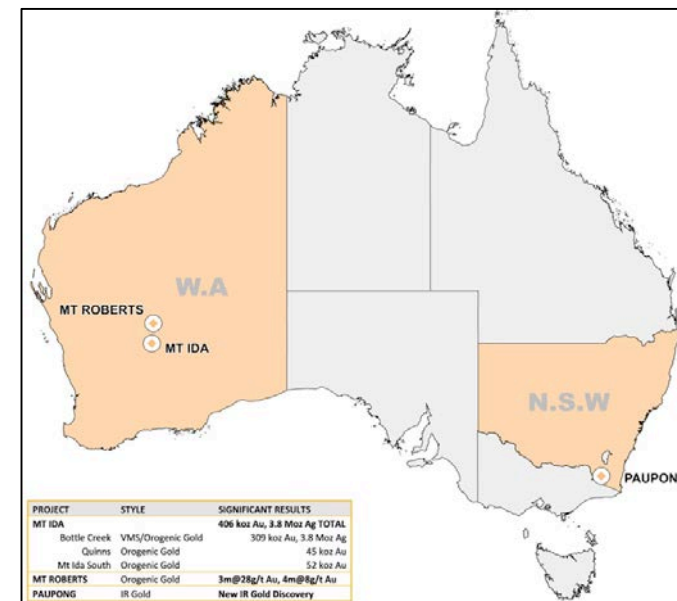 W.A
MT ROBERTS
MT IDA
N.S.W
PAUPONG
PROJECT STYLE SIGNIFICANT RESULTS
MT IDA 406 koz Au, 3.8 Moz Ag TOTAL
Bottle Creek VMS/Orogenic Gold 309 koz Au, 3.8 Moz Ag
Quinns Orogenic Gold 45 koz Au
Mt Ida South Orogenic Gold 52 koz Au
MT ROBERTS Orogenic Gold 3m@28g/t Au, 4m@8g/t Au
PAUPONG IR Gold New IR Gold Discovery